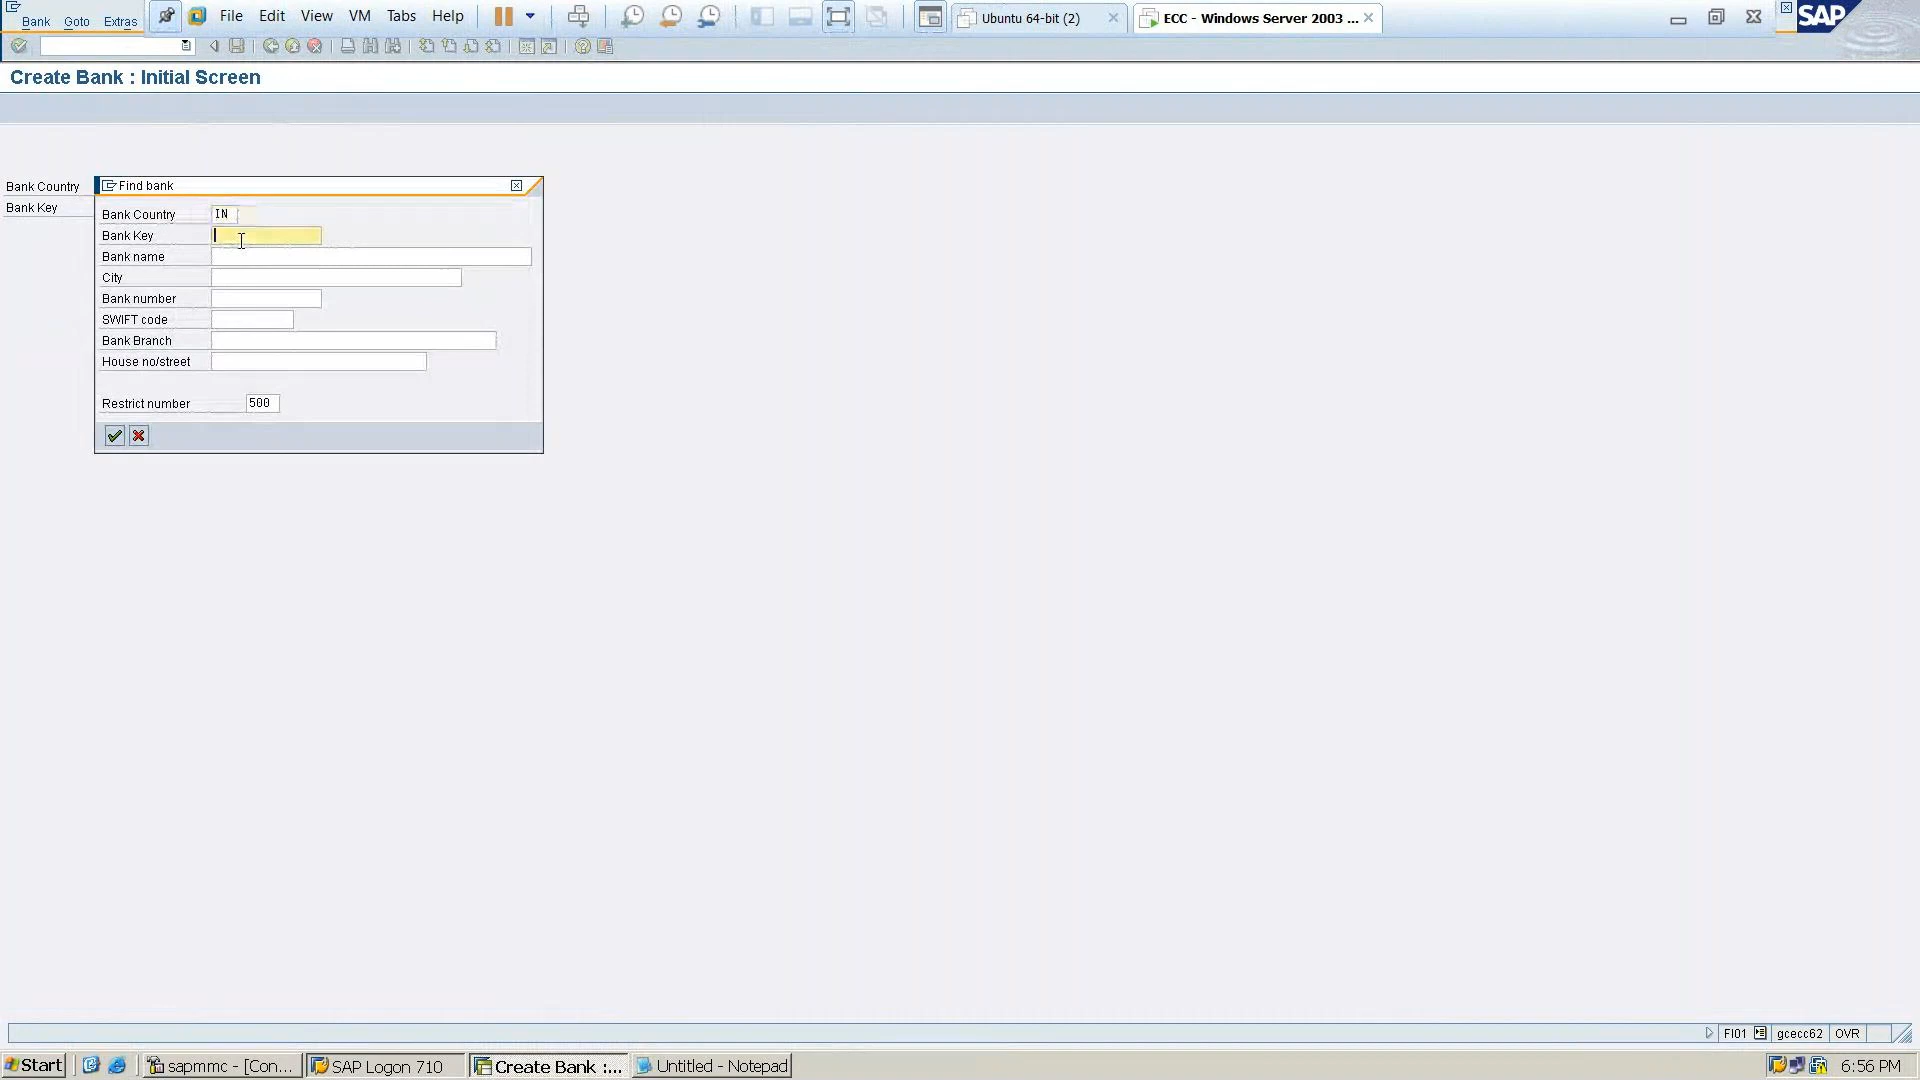 Bank Goto Extras File Edit View VM Tabs Help Ubuntu 64-bit (2) ECC - Windows Server 2003 ... SAP
Create Bank : Initial Screen
Bank Country
Bank Key
Find bank
Bank Country IN
Bank Key
Bank name
City
Bank number
SWIFT code
Bank Branch
House no/street
Restrict number 500
FI01 gcecc62 OVR
Start sapmmc - [Con... SAP Logon 710 Create Bank :... Untitled - Notepad 6:56 PM